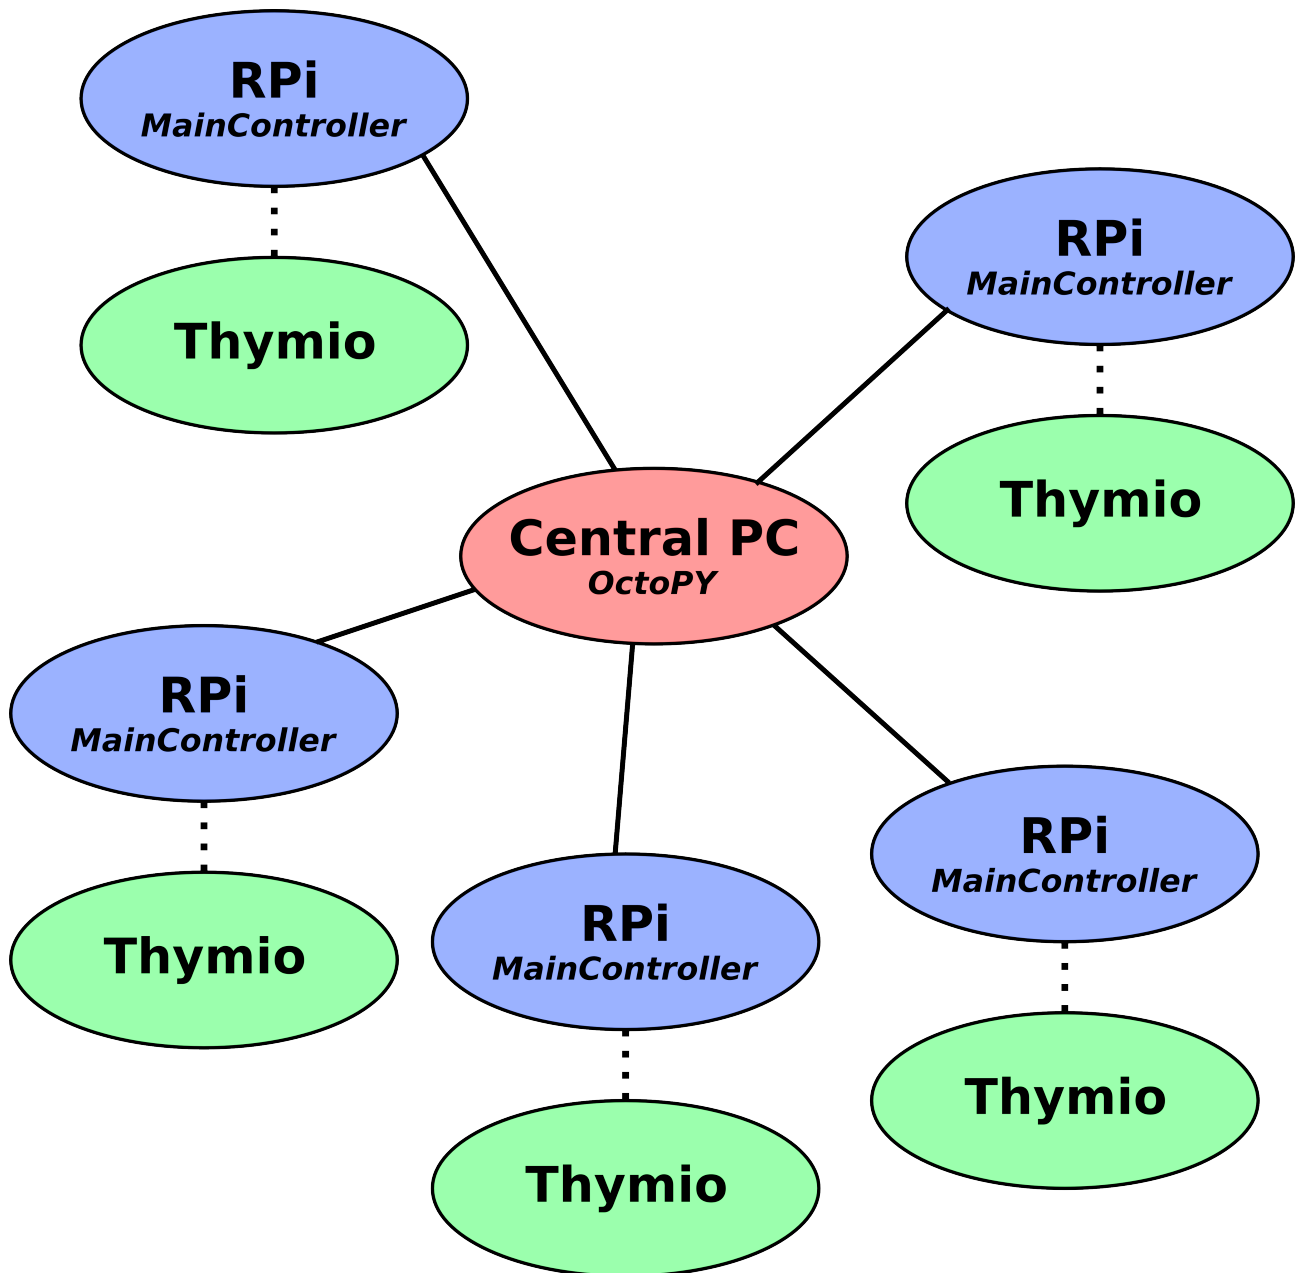 RPi
MainController
Thymio
RPi
MainController
Thymio
Central PC
OctoPY
RPi
MainController
Thymio
RPi
MainController
Thymio
RPi
MainController
Thymio